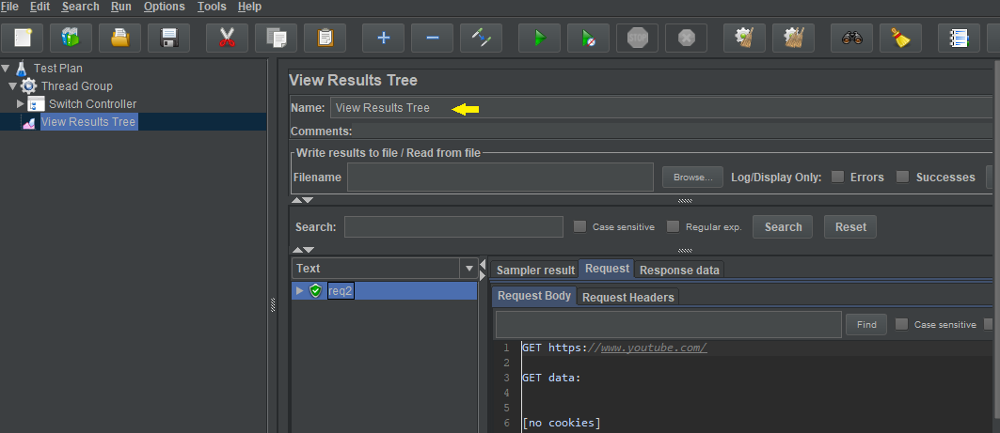 File Edit Search Run Options Tools Help
STOP
Test Plan
Thread Group
Switch Controller
View Results Tree
View Results Tree
Name: View Results Tree
Comments:
Write results to file / Read from file
Filename Browse... Log/Display Only: Errors Successes
Search: Case sensitive Regular exp. Search Reset
Text
req2
Sampler result Request Response data
Request Body Request Headers
Find Case sensitive
1 GET https://www.youtube.com/
2
3 GET data:
4
5
6 [no cookies]